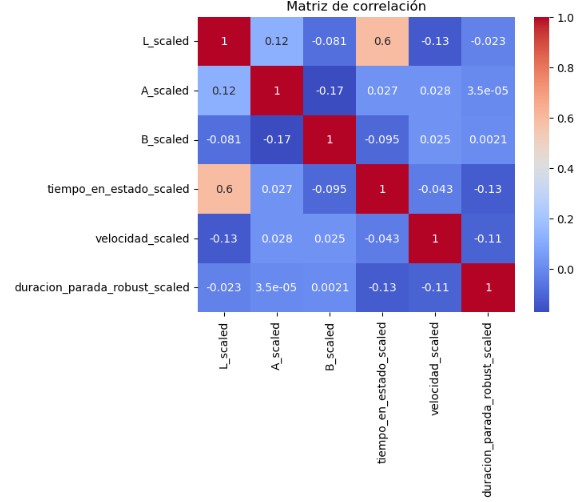 Matriz de correlación
L_scaled 1 0.12 -0.081 0.6 -0.13 -0.023
A_scaled 0.12 1 -0.17 0.027 0.028 3.5e-05
B_scaled -0.081 -0.17 1 -0.095 0.025 0.0021
tiempo_en_estado_scaled 0.6 0.027 -0.095 1 -0.043 -0.13
velocidad_scaled -0.13 0.028 0.025 -0.043 1 -0.11
duracion_parada_robust_scaled -0.023 3.5e-05 0.0021 -0.13 -0.11 1
L_scaled
A_scaled
B_scaled
tiempo_en_estado_scaled
velocidad_scaled
duracion_parada_robust_scaled
1.0
0.8
0.6
0.4
0.2
0.0